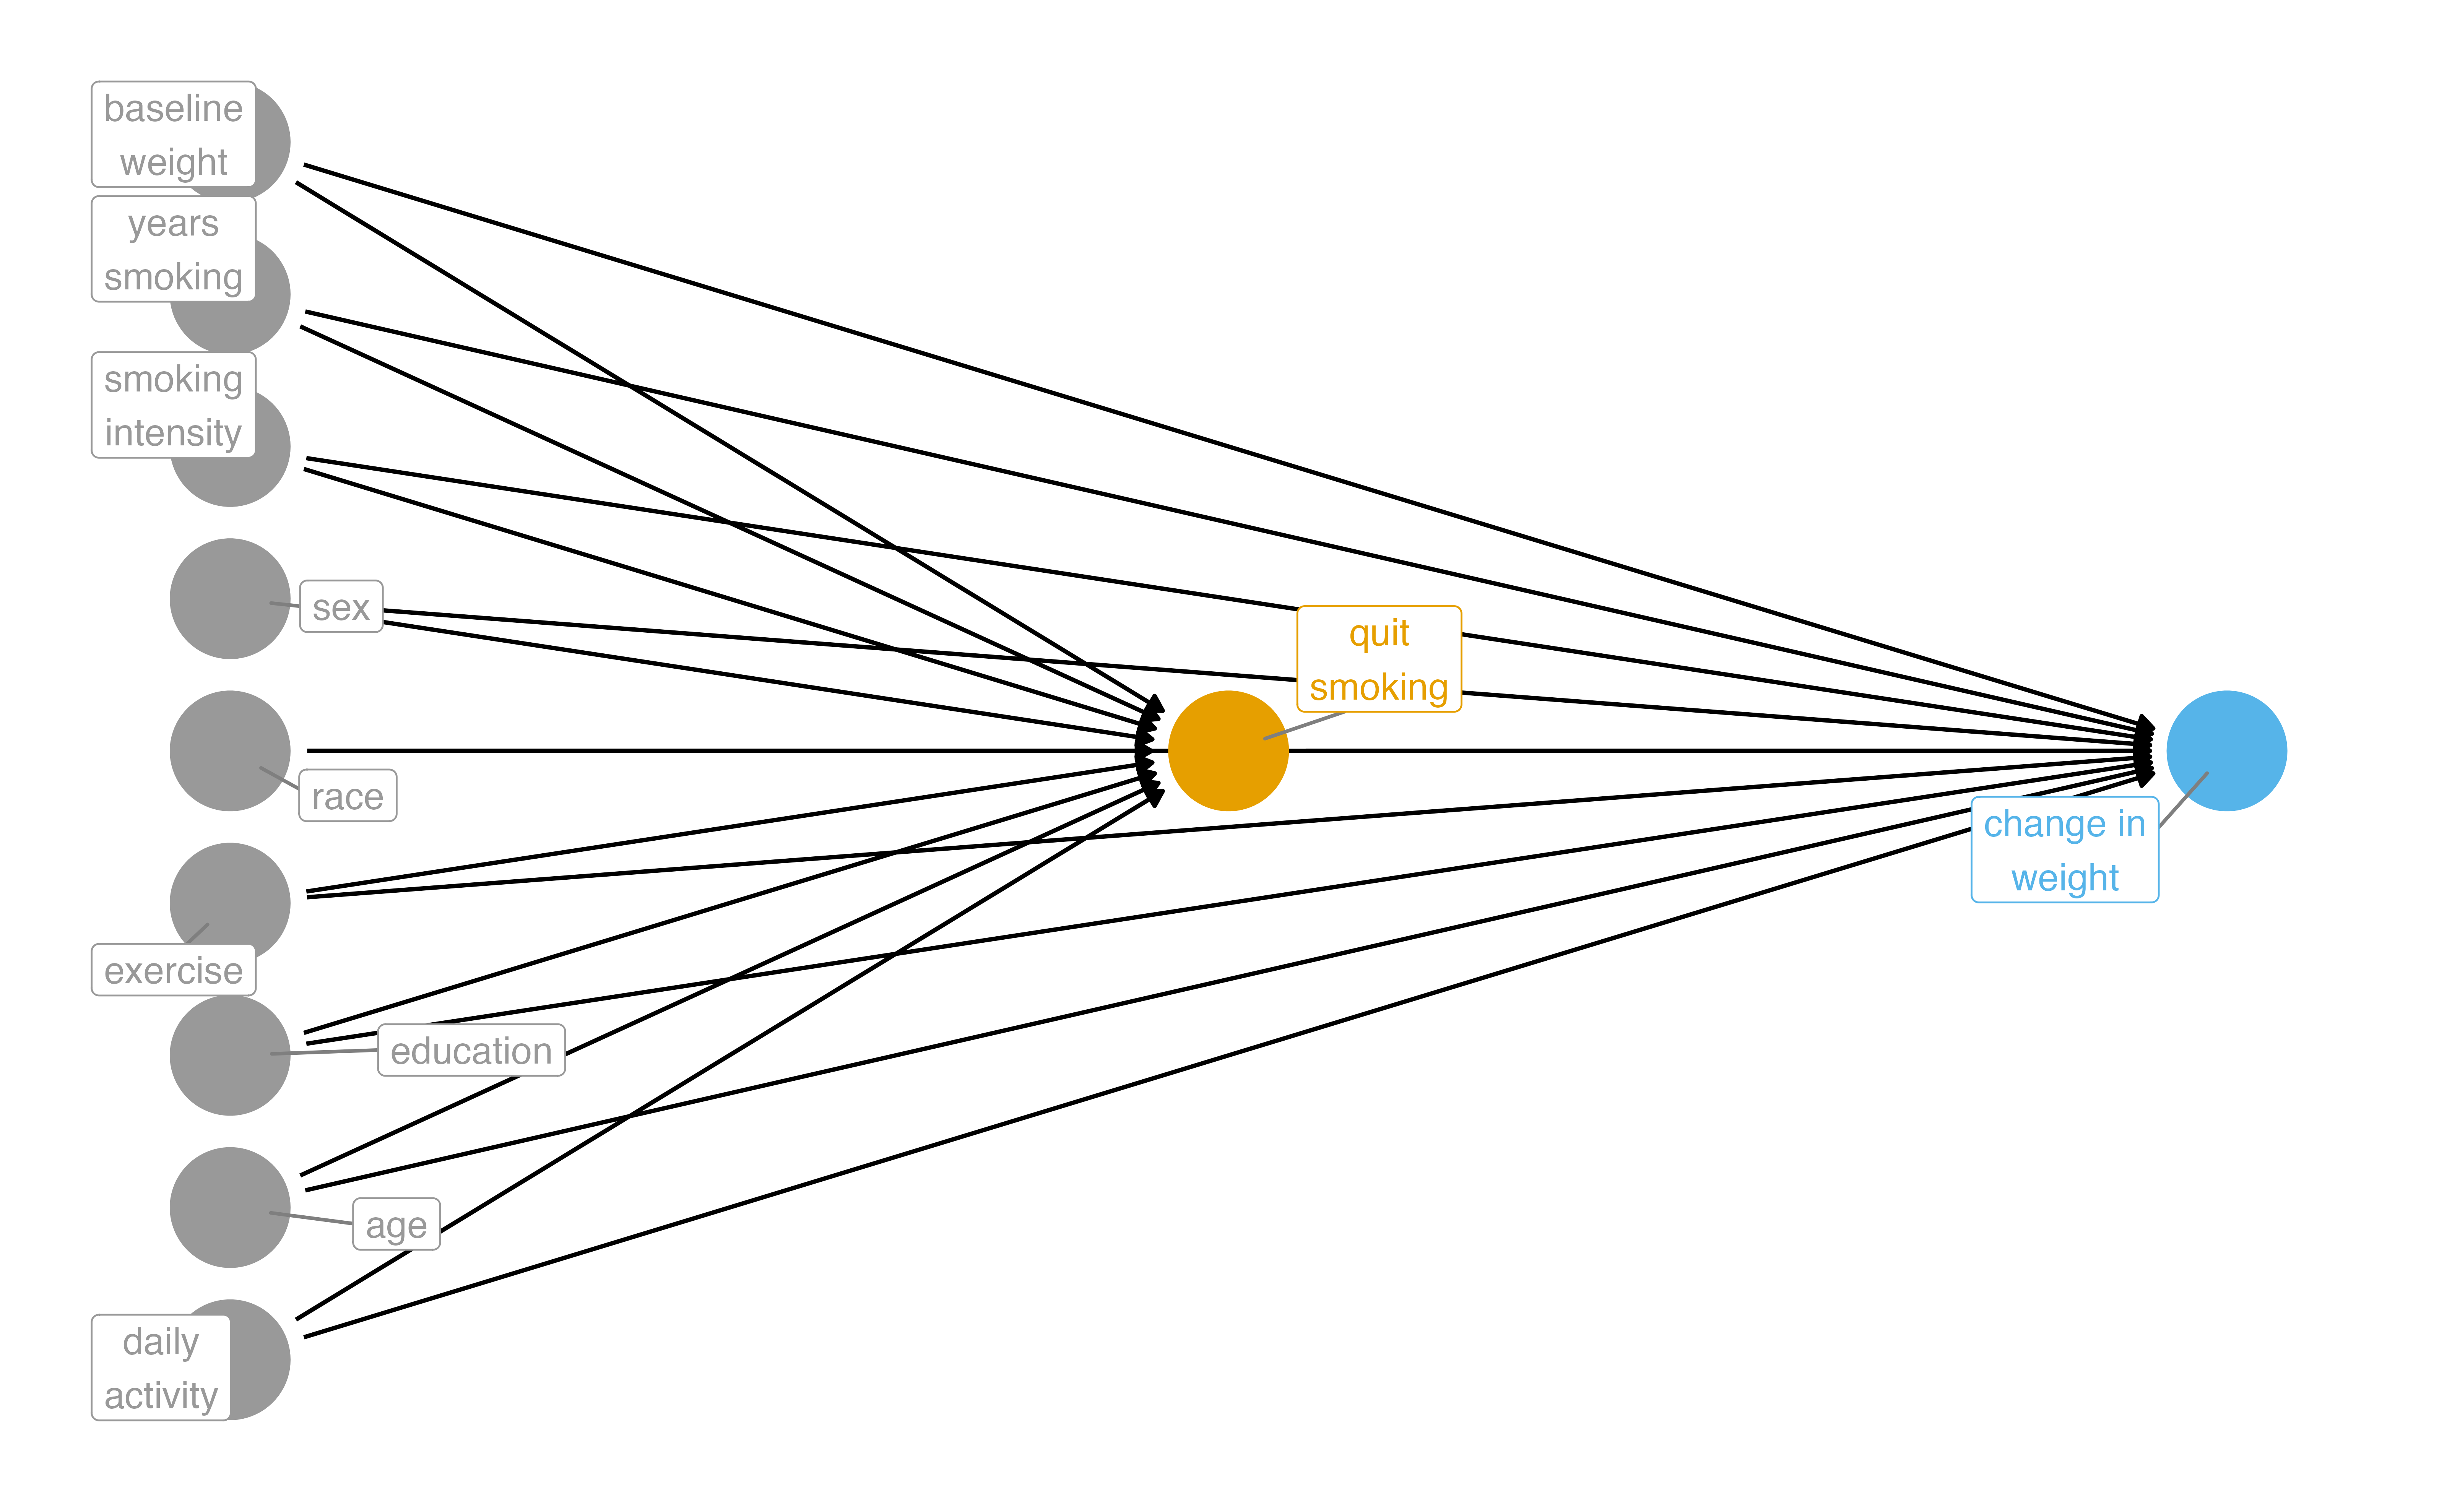 baseline
weight
years
smoking
smoking
intensity
sex
quit
smoking
race
change in
weight
exercise
education
age
daily
activity